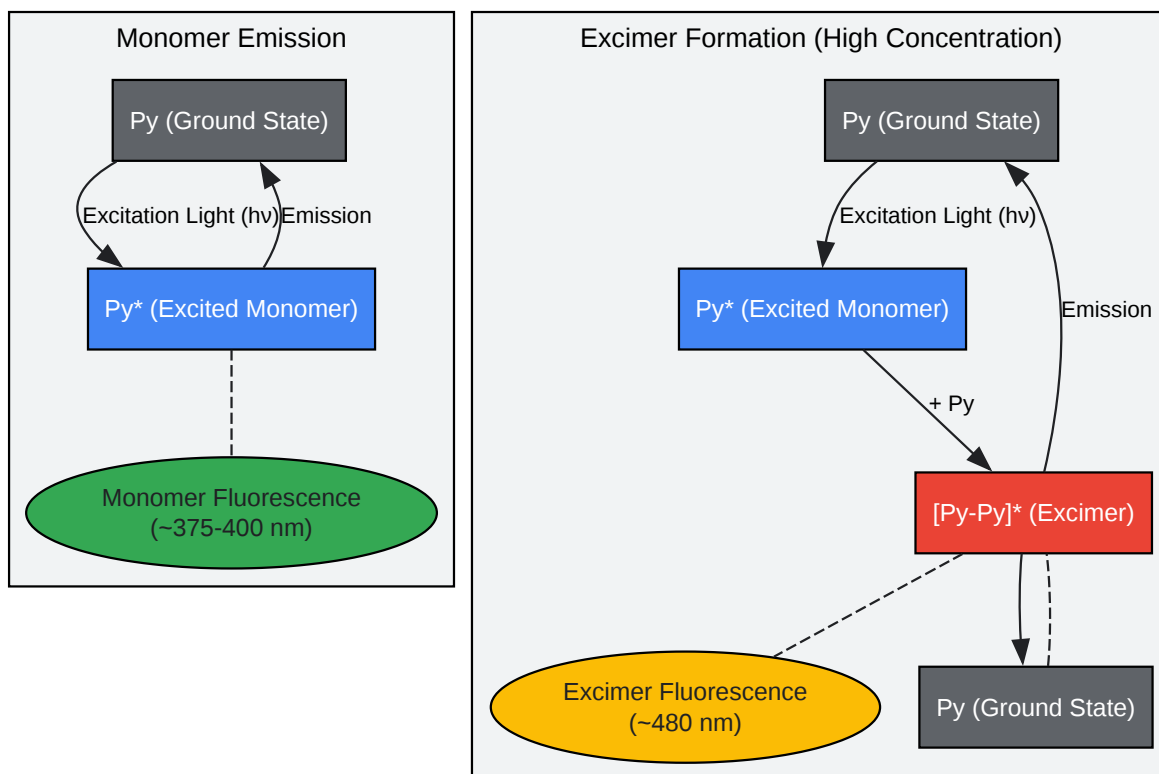 Monomer Emission
Py (Ground State)
Excitation Light (hν)
Emission
Py* (Excited Monomer)
Monomer Fluorescence
(~375-400 nm)
Excimer Formation (High Concentration)
Py (Ground State)
Excitation Light (hν)
Py* (Excited Monomer)
Emission
+ Py
[Py-Py]* (Excimer)
Excimer Fluorescence
(~480 nm)
Py (Ground State)